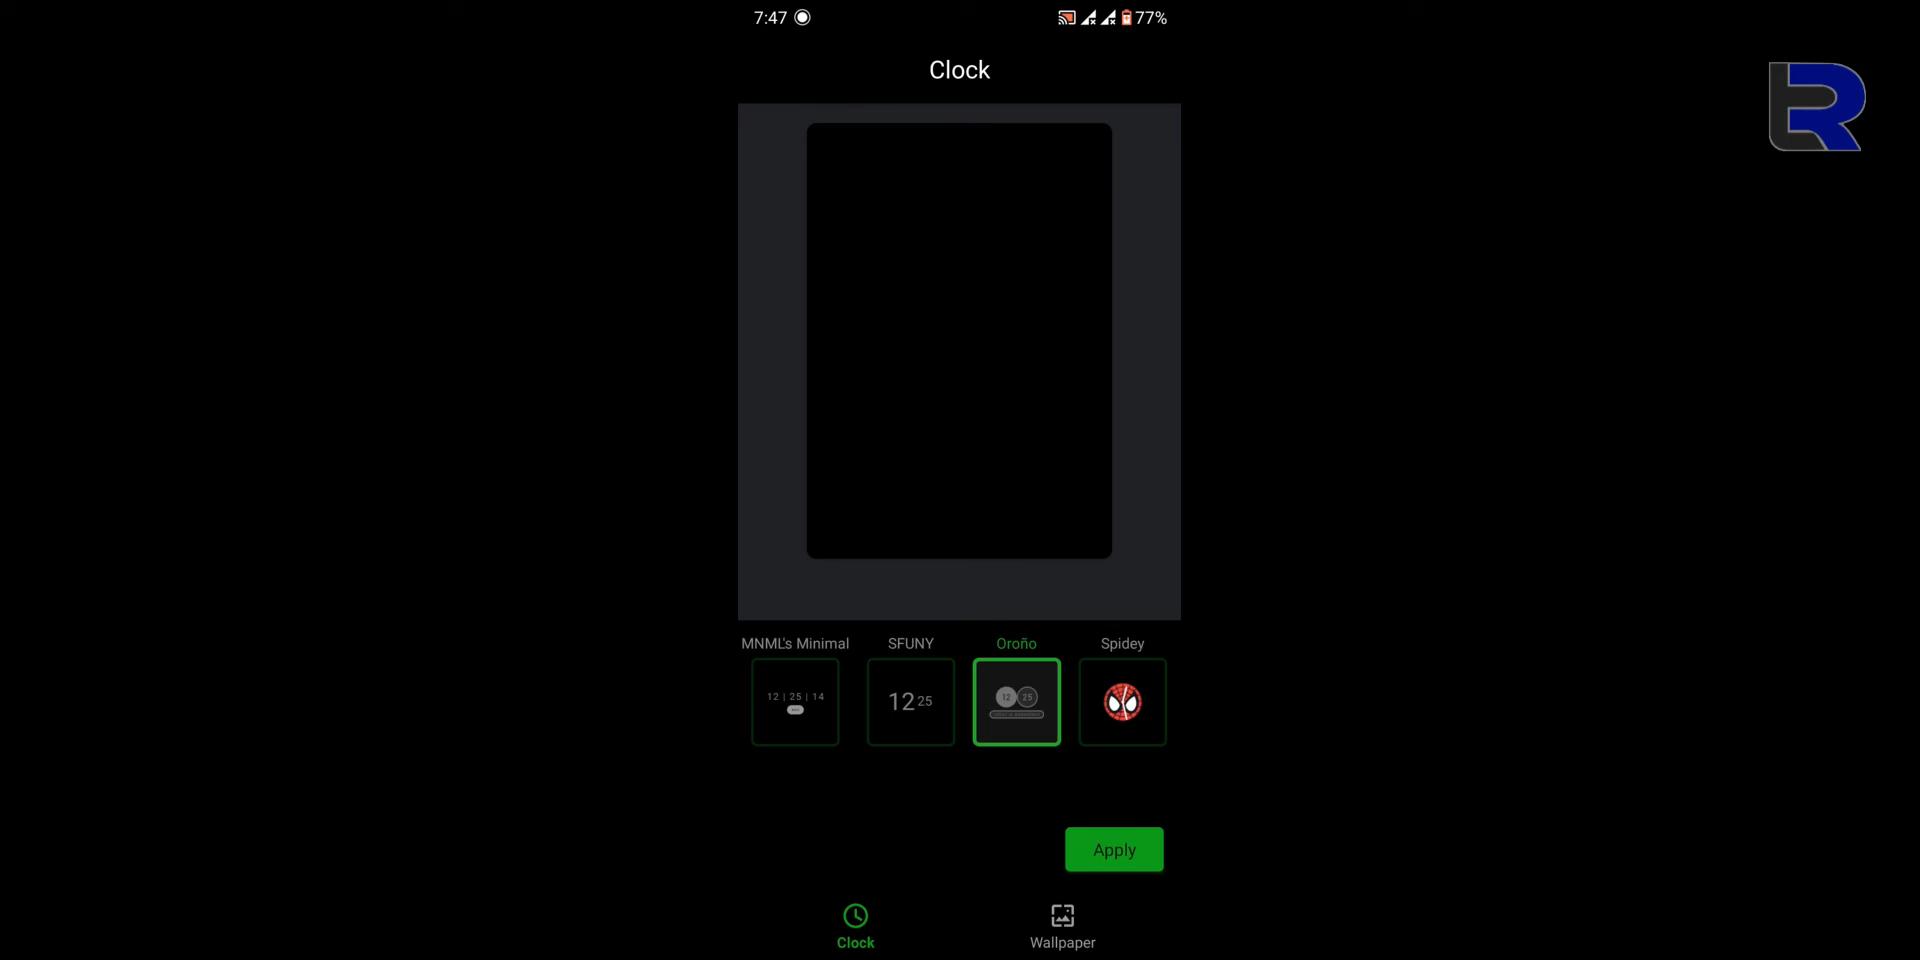 7:47 77%
Clock
MNML's Minimal SFUNY Oroño Spidey
12 | 25 | 14 12 25 12 25
Apply
Clock Wallpaper